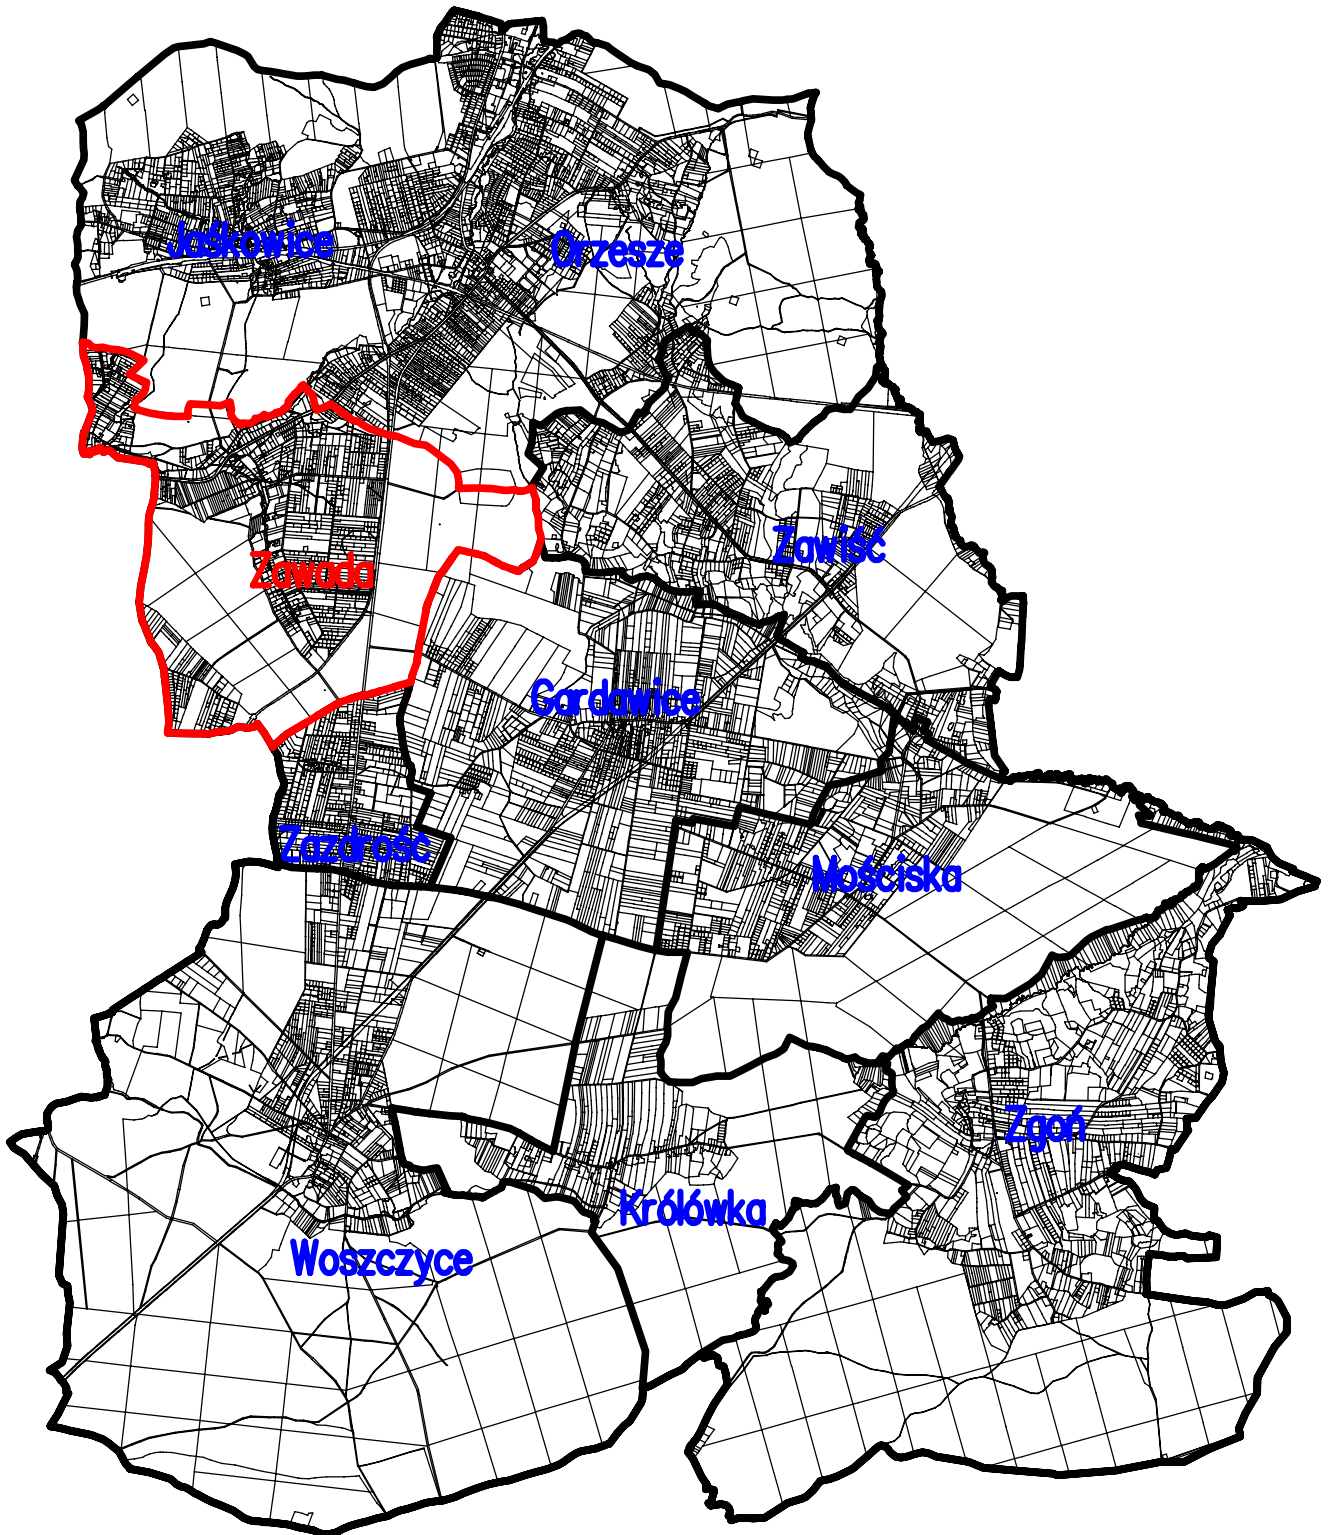 Jaśkowice
Orzesze
Zawiść
Zawada
Gardawice
Zazdrość
Mościska
Zgoń
Królówka
Woszczyce